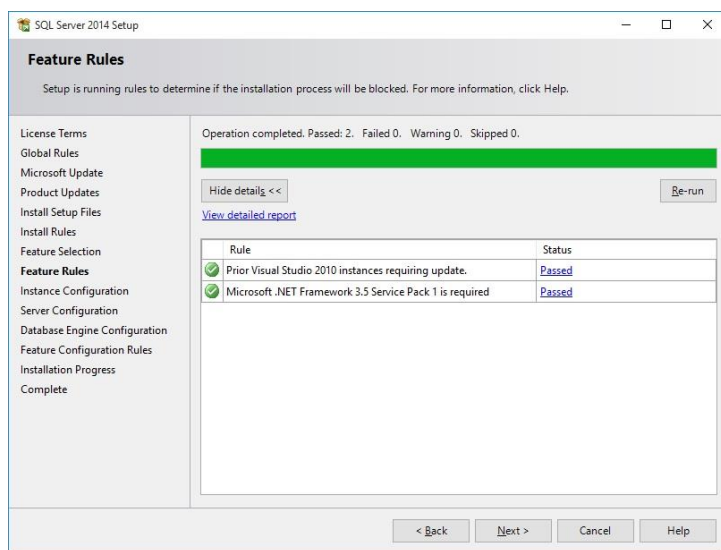 SQL Server 2014 Setup
Feature Rules
Setup is running rules to determine if the installation process will be blocked. For more information, click Help.
License Terms
Global Rules
Microsoft Update
Product Updates
Install Setup Files
Install Rules
Feature Selection
Feature Rules
Instance Configuration
Server Configuration
Database Engine Configuration
Feature Configuration Rules
Installation Progress
Complete
Operation completed. Passed: 2. Failed 0. Warning 0. Skipped 0.
Hide details << Re-run
View detailed report
Rule Status
Prior Visual Studio 2010 instances requiring update. Passed
Microsoft .NET Framework 3.5 Service Pack 1 is required Passed
< Back Next > Cancel Help